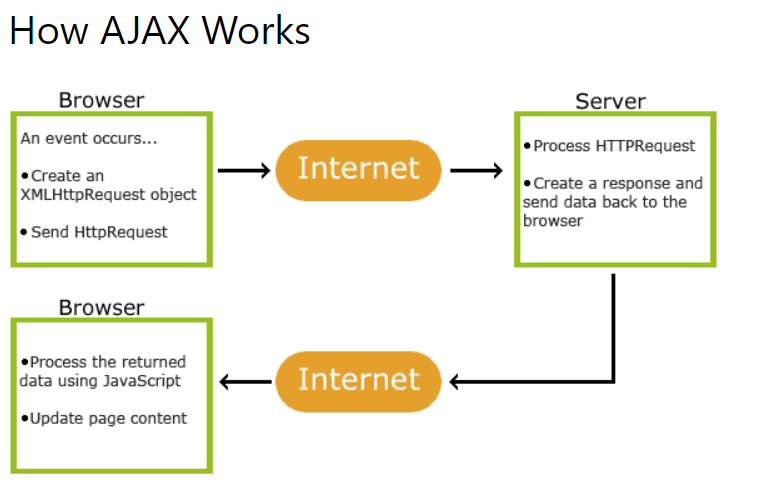 How AJAX Works
Browser
An event occurs...
•Create an
XMLHttpRequest object
• Send HttpRequest
Internet
Server
•Process HTTPRequest
•Create a response and
send data back to the
browser
Browser
•Process the returned
data using JavaScript
•Update page content
Internet